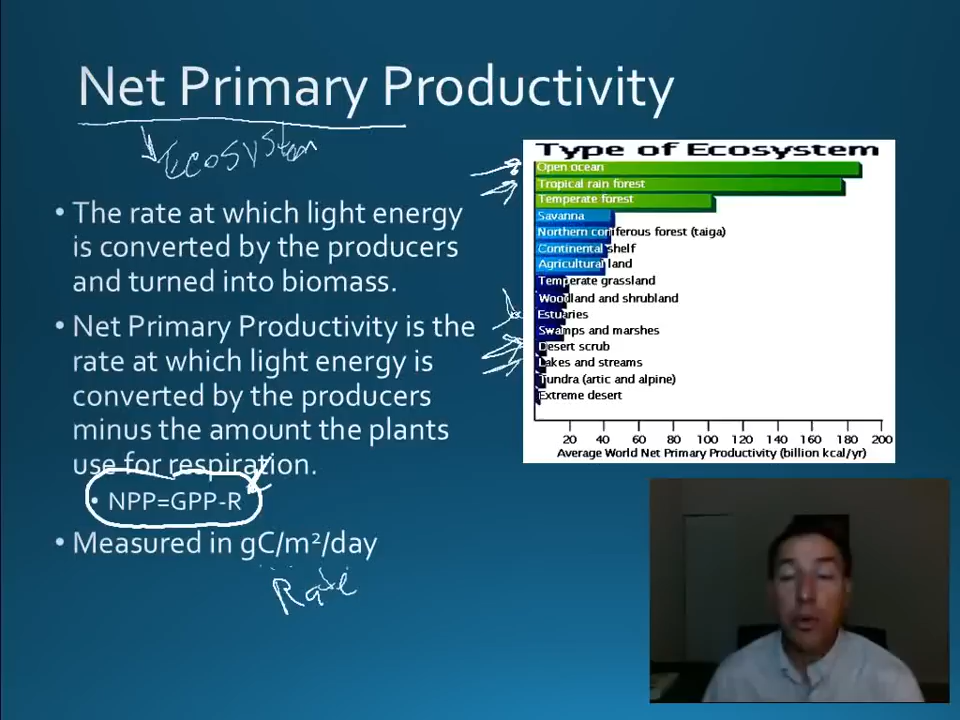 Net Primary Productivity
Ecosystem
• The rate at which light energy
is converted by the producers
and turned into biomass.
• Net Primary Productivity is the
rate at which light energy is
converted by the producers
minus the amount the plants
use for respiration.
• NPP=GPP-R
• Measured in gC/m²/day
Rate
Type of Ecosystem
Open ocean
Tropical rain forest
Temperate forest
Savanna
Northern coriferous forest (taiga)
Continental shelf
Agricultural land
Temperate grassland
Woodland and shrubland
Estuaries
Swamps and marshes
Desert scrub
Lakes and streams
Tundra (artic and alpine)
Extreme desert
20 40 60 80 100 120 140 160 180 200
Average World Net Primary Productivity (billion kcal/yr)